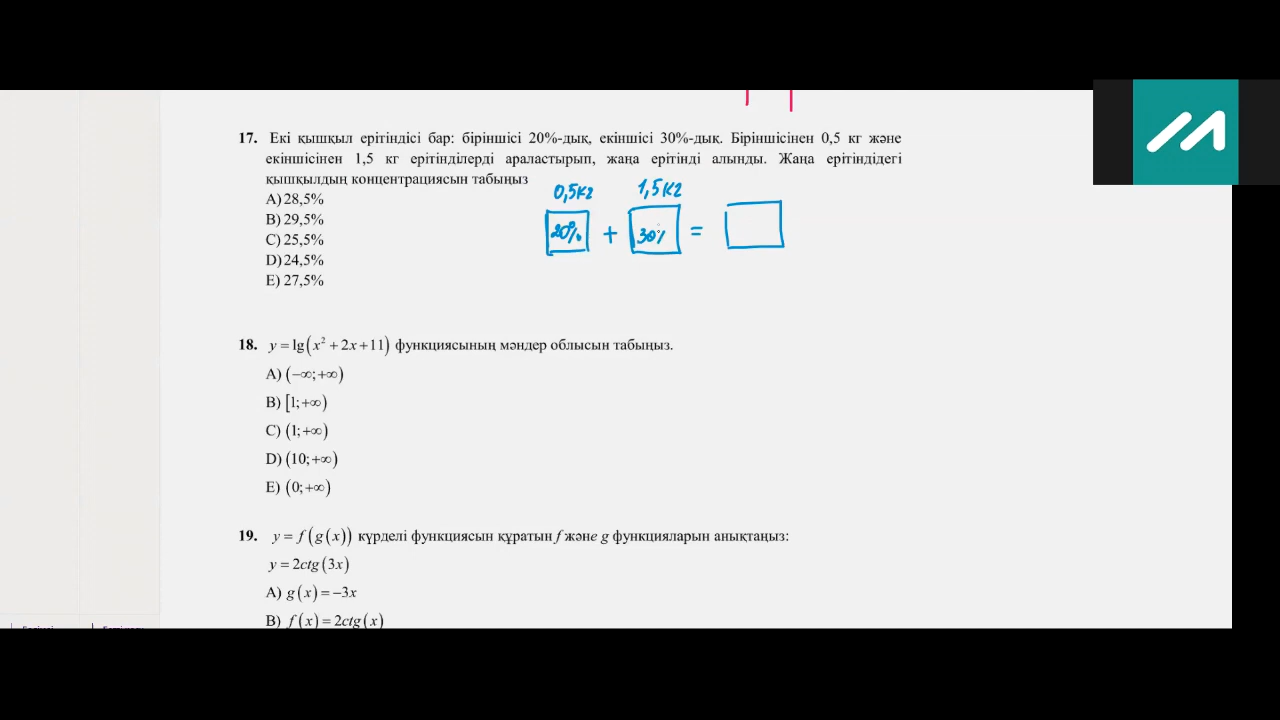 17. Екі қышқыл ерітіндісі бар: біріншісі 20%-дық, екіншісі 30%-дық. Біріншісінен 0,5 кг және
екіншісінен 1,5 кг ерітінділерді араластырып, жаңа ерітінді алынды. Жаңа ерітіндідегі
қышқылдың концентрациясын табыңыз
0,5кг 1,5кг
20% + 30% =
A) 28,5%
B) 29,5%
C) 25,5%
D) 24,5%
E) 27,5%
18. y = lg(x² + 2x + 11) функциясының мәндер облысын табыңыз.
A) (−∞; +∞)
B) [1; +∞)
C) (1; +∞)
D) (10; +∞)
E) (0; +∞)
19. y = f(g(x)) күрделі функциясын құратын f және g функцияларын анықтаңыз:
y = 2ctg(3x)
A) g(x) = −3x
B) f(x) = 2ctg(x)